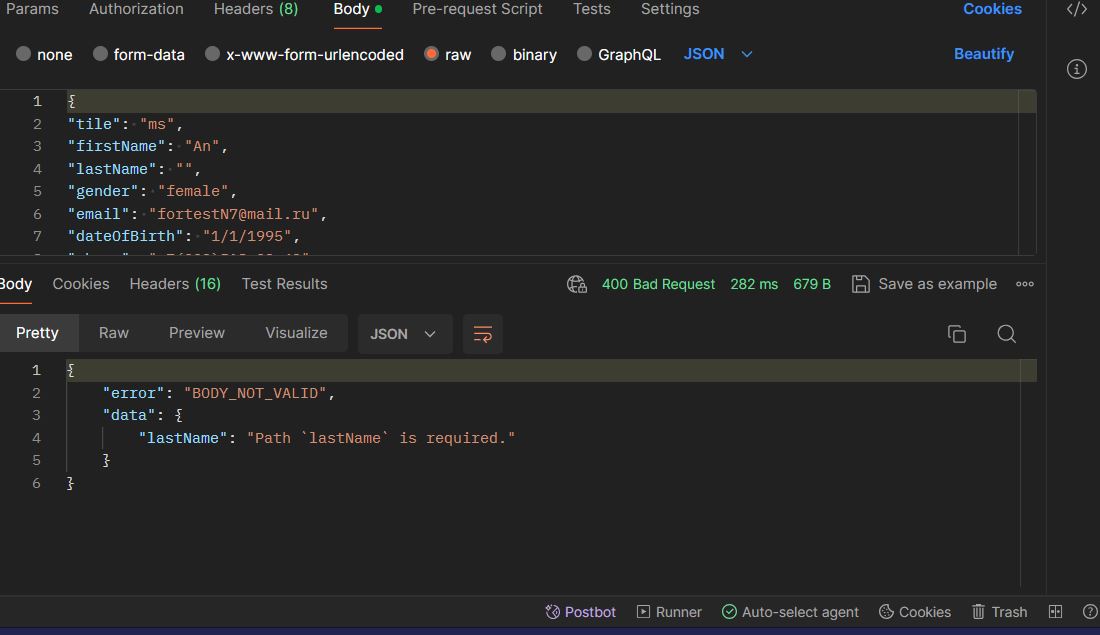 Params Authorization Headers (8) Body Pre-request Script Tests Settings Cookies </>
none form-data x-www-form-urlencoded raw binary GraphQL JSON Beautify
1 {
2 "tile": "ms",
3 "firstName": "An",
4 "lastName": "",
5 "gender": "female",
6 "email": "fortestN7@mail.ru",
7 "dateOfBirth": "1/1/1995",
Body Cookies Headers (16) Test Results 400 Bad Request 282 ms 679 B Save as example
Pretty Raw Preview Visualize JSON
1 {
2 "error": "BODY_NOT_VALID",
3 "data": {
4 "lastName": "Path `lastName` is required."
5 }
6 }
Postbot Runner Auto-select agent Cookies Trash